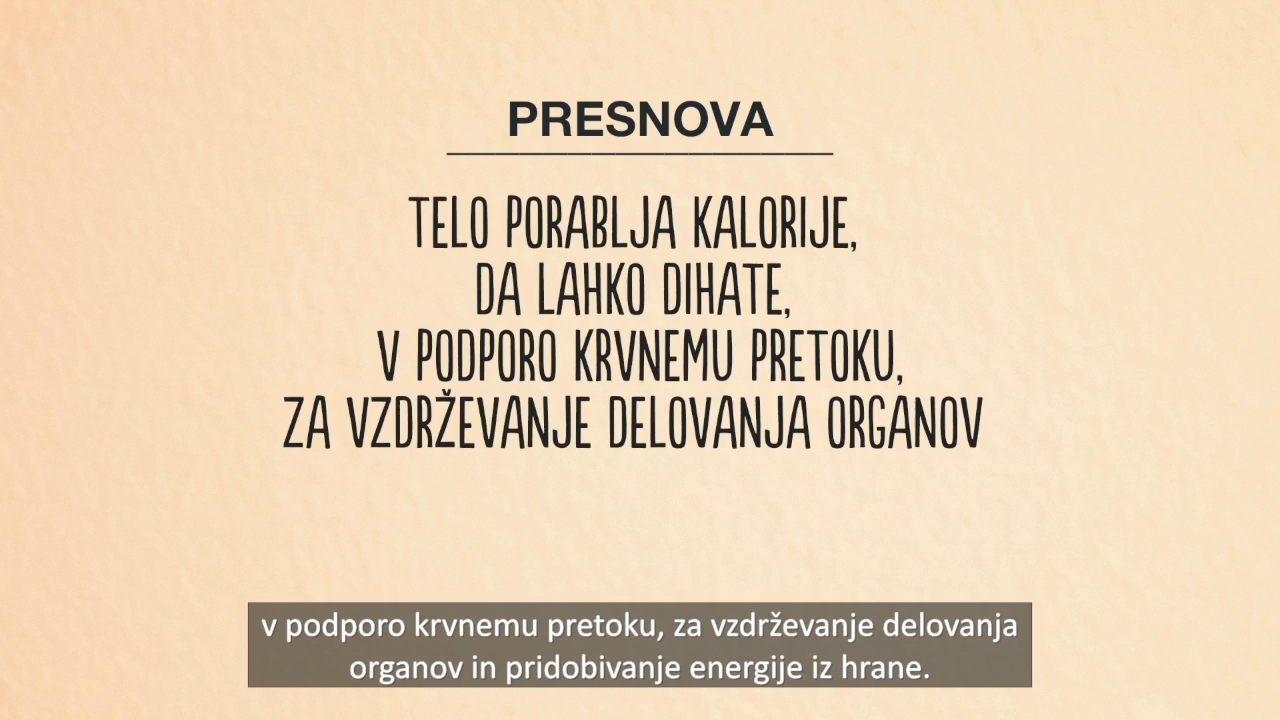 PRESNOVA
TELO PORABLJA KALORIJE,
DA LAHKO DIHATE,
V PODPORO KRVNEMU PRETOKU,
ZA VZDRŽEVANJE DELOVANJA ORGANOV
v podporo krvnemu pretoku, za vzdrževanje delovanja
organov in pridobivanje energije iz hrane.